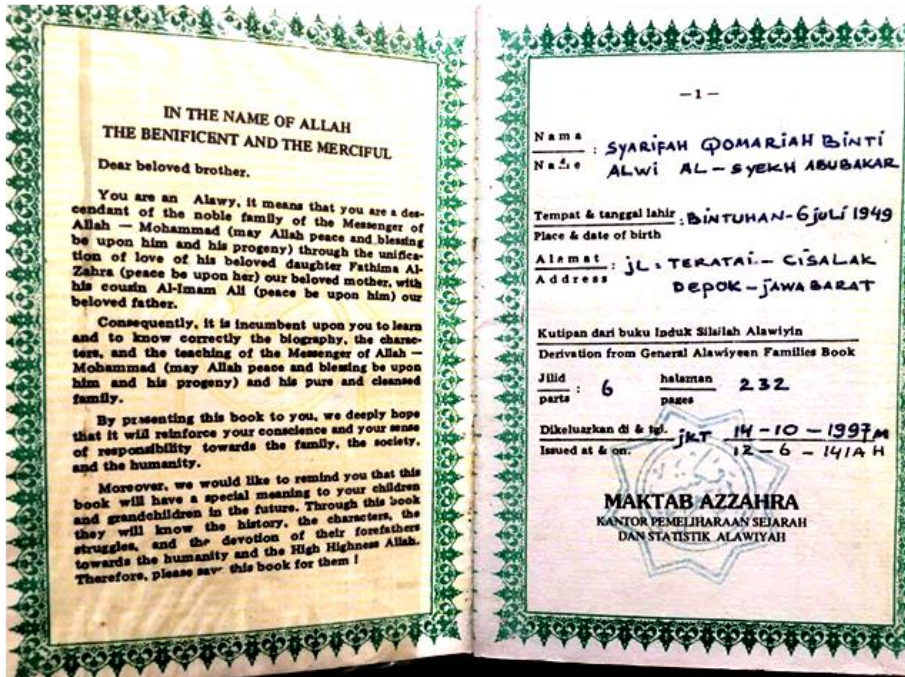 IN THE NAME OF ALLAH
THE BENIFICENT AND THE MERCIFUL
Dear beloved brother,
You are an Alawy, it means that you are a des-
cendant of the noble family of the Messenger of
Allah — Mohammad (may Allah peace and blessing
be upon him and his progeny) through the unifica-
tion of love of his beloved daughter Fathima Al-
Zahra (peace be upon her) our beloved mother, with
his cousin Al-Imam Ali (peace be upon him) our
beloved father.
Consequently, it is incumbent upon you to learn
and to know correctly the biography, the charac-
ters, and the teaching of the Messenger of Allah —
Mohammad (may Allah peace and blessing be upon
him and his progeny) and his pure and cleansed
family.
By presenting this book to you, we deeply hope
that it will reinforce your conscience and your sense
of responsibility towards the family, the society,
and the humanity.
Moreover, we would like to remind you that this
book will have a special meaning to your children
and grandchildren in the future. Through this book
they will know the history, the characters, the
struggles, and the devotion of their forefathers
towards the humanity and the High Highness Allah.
Therefore, please save this book for them !
— 1 —
Nama : SYARIFAH QOMARIAH BINTI
Name ALWI AL - SYEKH ABUBAKAR
Tempat & tanggal lahir : BINTUHAN - 6 juli 1949
Place & date of birth
Alamat : jL : TERATAI - CISALAK
Address DEPOK - jAWA BARAT
Kutipan dari buku Induk Silsilah Alawiyin
Derivation from General Alawiyeen Families Book
Jilid : 6 halaman 232
parts pages
Dikeluarkan di & tgl. jKT 14 - 10 - 1997 M
Issued at & on. 12 - 6 - 141A H
MAKTAB AZZAHRA
KANTOR PEMELIHARAAN SEJARAH
DAN STATISTIK ALAWIYAH